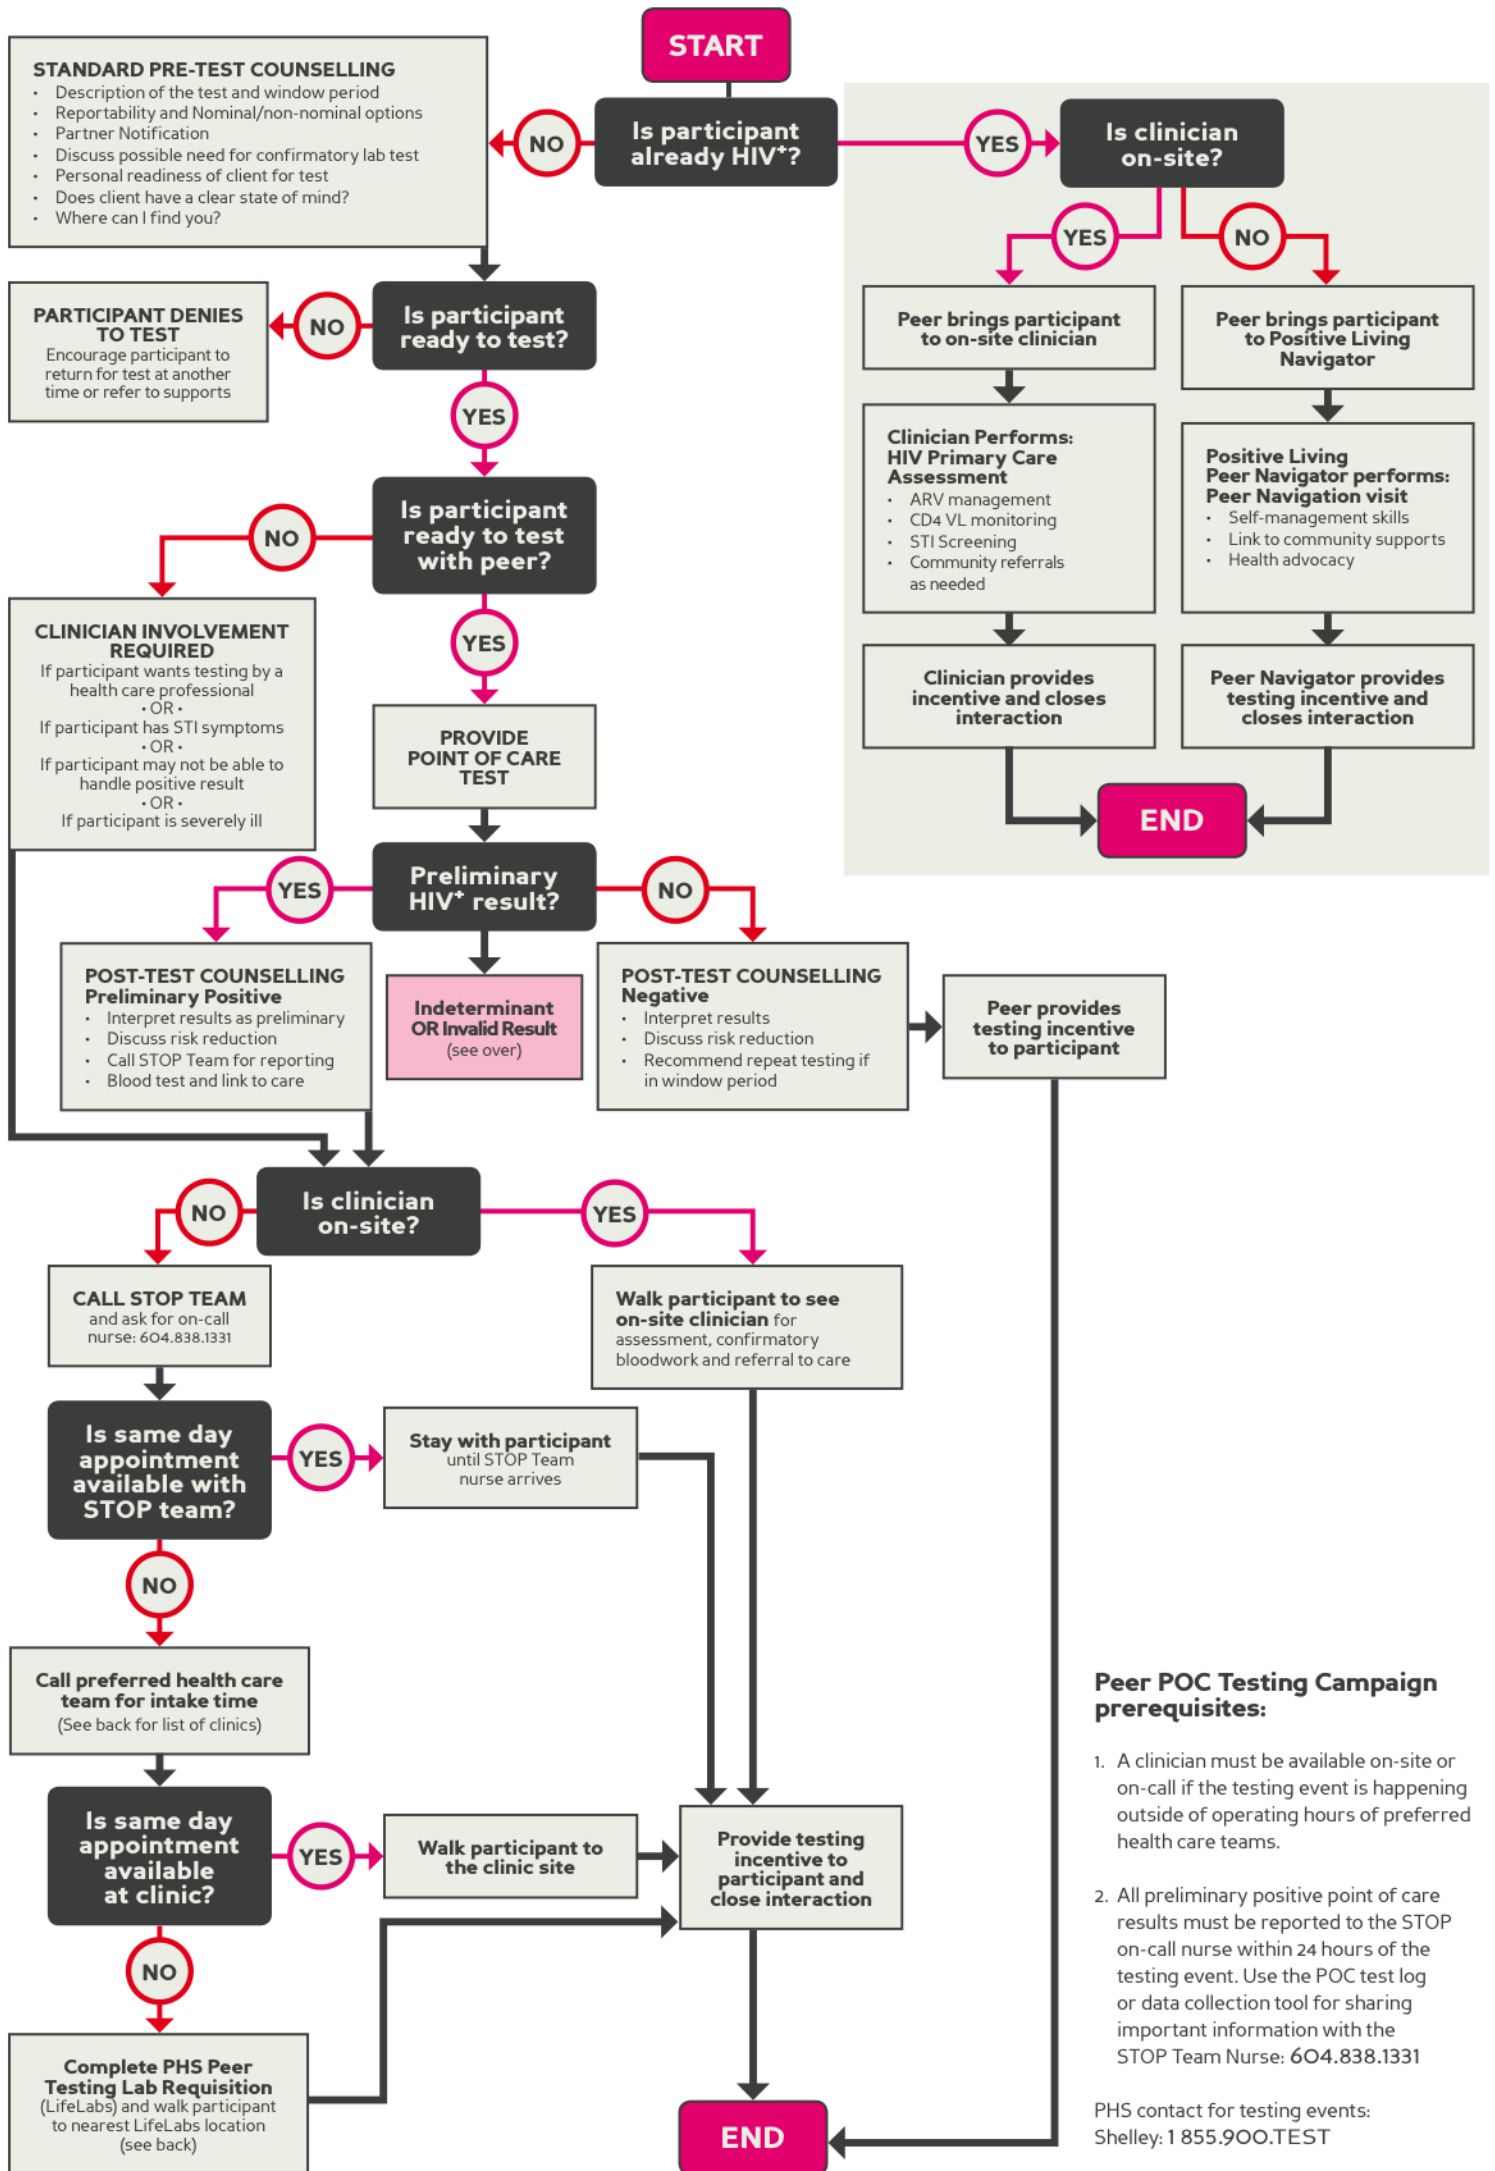 START
Is participant
already HIV⁺?
NO
YES
STANDARD PRE-TEST COUNSELLING
• Description of the test and window period
• Reportability and Nominal/non-nominal options
• Partner Notification
• Discuss possible need for confirmatory lab test
• Personal readiness of client for test
• Does client have a clear state of mind?
• Where can I find you?
Is clinician
on-site?
YES
NO
Peer brings participant
to on-site clinician
Peer brings participant
to Positive Living
Navigator
Clinician Performs:
HIV Primary Care
Assessment
• ARV management
• CD4 VL monitoring
• STI Screening
• Community referrals
as needed
Positive Living
Peer Navigator performs:
Peer Navigation visit
• Self-management skills
• Link to community supports
• Health advocacy
Clinician provides
incentive and closes
interaction
Peer Navigator provides
testing incentive and
closes interaction
END
Is participant
ready to test?
NO
PARTICIPANT DENIES
TO TEST
Encourage participant to
return for test at another
time or refer to supports
YES
Is participant
ready to test
with peer?
NO
CLINICIAN INVOLVEMENT
REQUIRED
If participant wants testing by a
health care professional
• OR •
If participant has STI symptoms
• OR •
If participant may not be able to
handle positive result
• OR •
If participant is severely ill
YES
PROVIDE
POINT OF CARE
TEST
Preliminary
HIV⁺ result?
YES
NO
POST-TEST COUNSELLING
Preliminary Positive
• Interpret results as preliminary
• Discuss risk reduction
• Call STOP Team for reporting
• Blood test and link to care
Indeterminant
OR Invalid Result
(see over)
POST-TEST COUNSELLING
Negative
• Interpret results
• Discuss risk reduction
• Recommend repeat testing if
in window period
Peer provides
testing incentive
to participant
Is clinician
on-site?
NO
YES
CALL STOP TEAM
and ask for on-call
nurse: 604.838.1331
Walk participant to see
on-site clinician for
assessment, confirmatory
bloodwork and referral to care
Is same day
appointment
available with
STOP team?
YES
Stay with participant
until STOP Team
nurse arrives
NO
Call preferred health care
team for intake time
(See back for list of clinics)
Is same day
appointment
available
at clinic?
YES
Walk participant to
the clinic site
Provide testing
incentive to
participant and
close interaction
NO
Complete PHS Peer
Testing Lab Requisition
(LifeLabs) and walk participant
to nearest LifeLabs location
(see back)
END
Peer POC Testing Campaign
prerequisites:
1. A clinician must be available on-site or
on-call if the testing event is happening
outside of operating hours of preferred
health care teams.
2. All preliminary positive point of care
results must be reported to the STOP
on-call nurse within 24 hours of the
testing event. Use the POC test log
or data collection tool for sharing
important information with the
STOP Team Nurse: 604.838.1331
PHS contact for testing events:
Shelley: 1 855.900.TEST